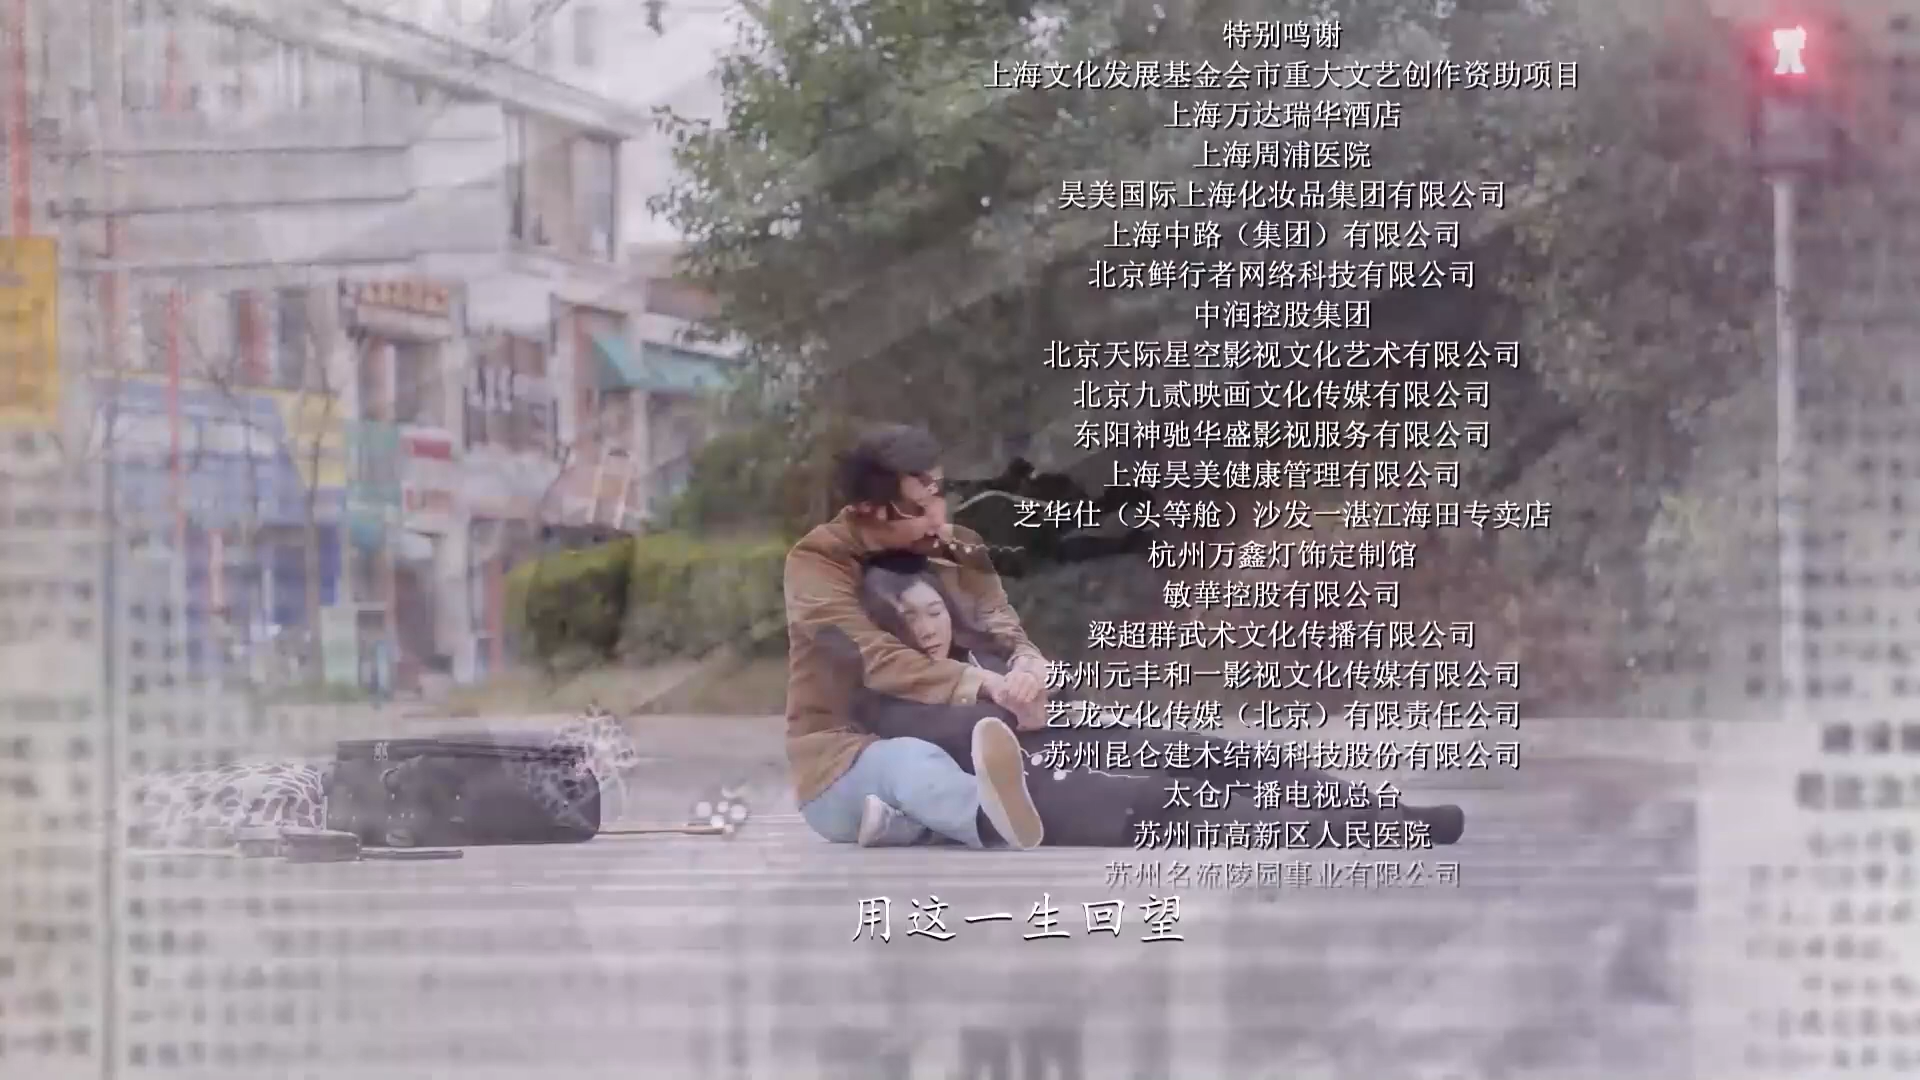 特别鸣谢
上海文化发展基金会市重大文艺创作资助项目
上海万达瑞华酒店
上海周浦医院
昊美国际上海化妆品集团有限公司
上海中路（集团）有限公司
北京鲜行者网络科技有限公司
中润控股集团
北京天际星空影视文化艺术有限公司
北京九贰映画文化传媒有限公司
东阳神驰华盛影视服务有限公司
上海昊美健康管理有限公司
芝华仕（头等舱）沙发一湛江海田专卖店
杭州万鑫灯饰定制馆
敏華控股有限公司
梁超群武术文化传播有限公司
苏州元丰和一影视文化传媒有限公司
艺龙文化传媒（北京）有限责任公司
苏州昆仑建木结构科技股份有限公司
太仓广播电视总台
苏州市高新区人民医院
苏州名流陵园事业有限公司
用这一生回望